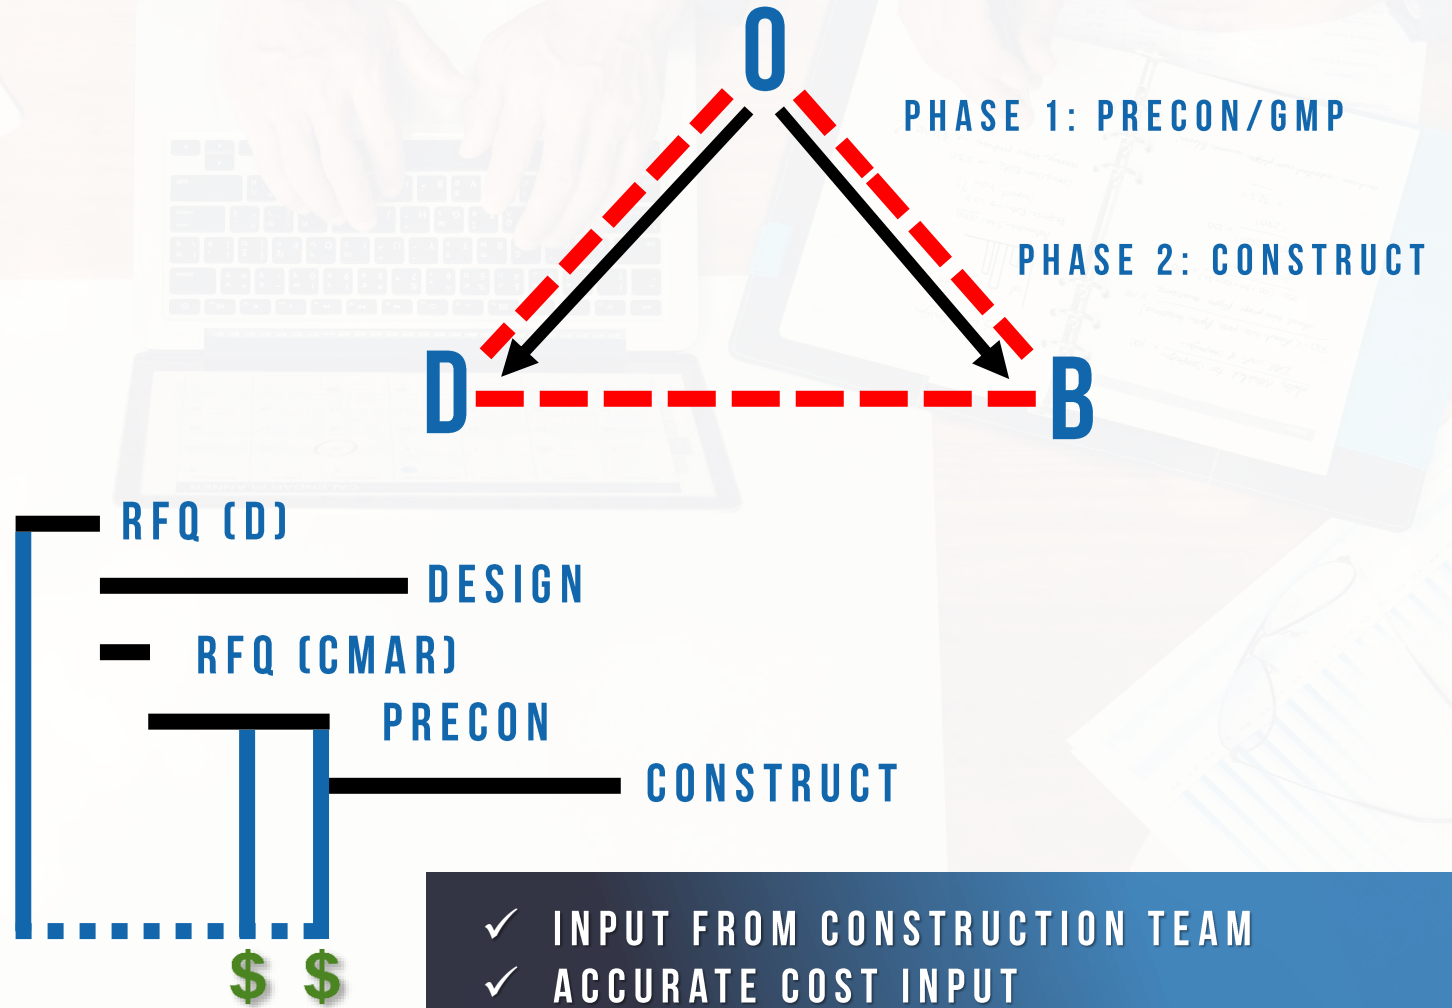 O
PHASE 1: PRECON/GMP
PHASE 2: CONSTRUCT
D
B
RFQ (D)
DESIGN
RFQ (CMAR)
PRECON
CONSTRUCT
$ $
✓ INPUT FROM CONSTRUCTION TEAM
✓ ACCURATE COST INPUT